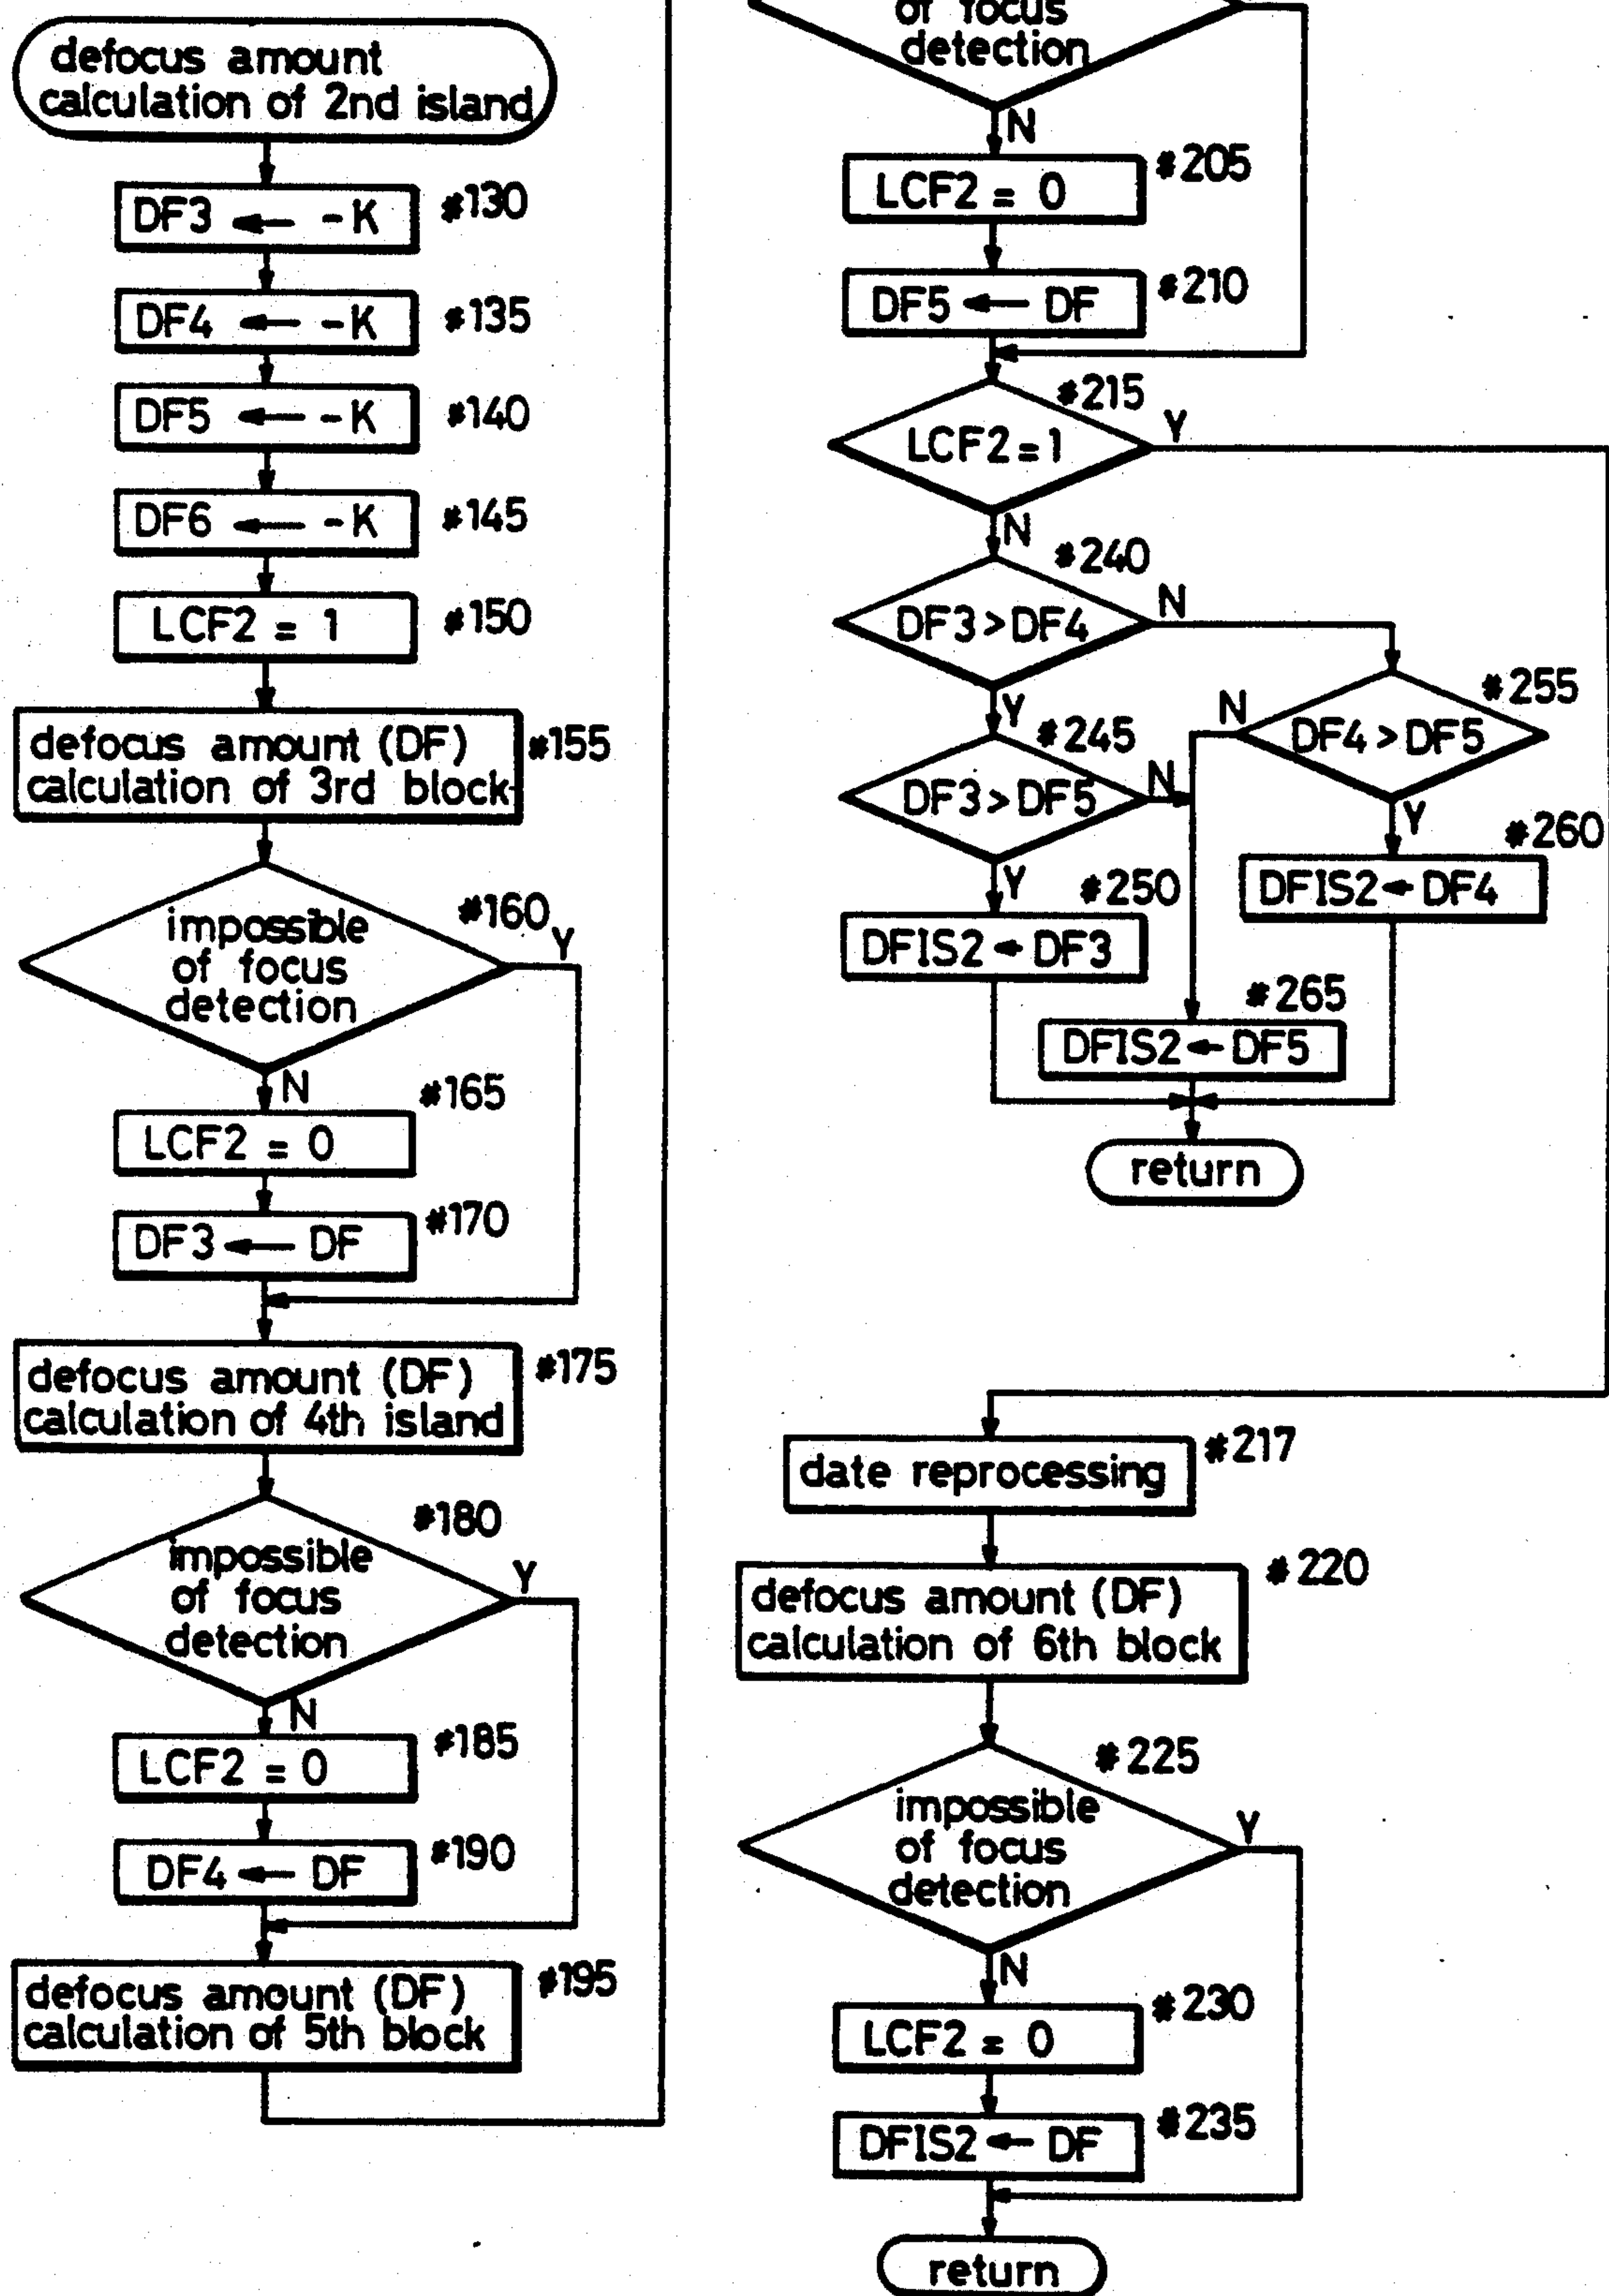 defocus amount
calculation of 2nd island
DF3 ← -K
#130
DF4 ← -K
#135
DF5 ← -K
#140
DF6 ← -K
#145
LCF2 = 1
#150
defocus amount (DF)
calculation of 3rd block
#155
impossible
of focus
detection
#160
Y
N
#165
LCF2 = 0
DF3 ← DF
#170
defocus amount (DF)
calculation of 4th island
#175
impossible
of focus
detection
#180
Y
N
LCF2 = 0
#185
DF4 ← DF
#190
defocus amount (DF)
calculation of 5th block
#195
of focus
detection
N
LCF2 = 0
#205
DF5 ← DF
#210
#215
LCF2 = 1
Y
N
#240
DF3 > DF4
N
Y
#245
DF3 > DF5
N
Y
#250
DFIS2 ← DF3
#255
N
DF4 > DF5
Y
#260
DFIS2 ← DF4
#265
DFIS2 ← DF5
return
date reprocessing
#217
defocus amount (DF)
calculation of 6th block
#220
#225
impossible
of focus
detection
Y
N
LCF2 = 0
#230
DFIS2 ← DF
#235
return